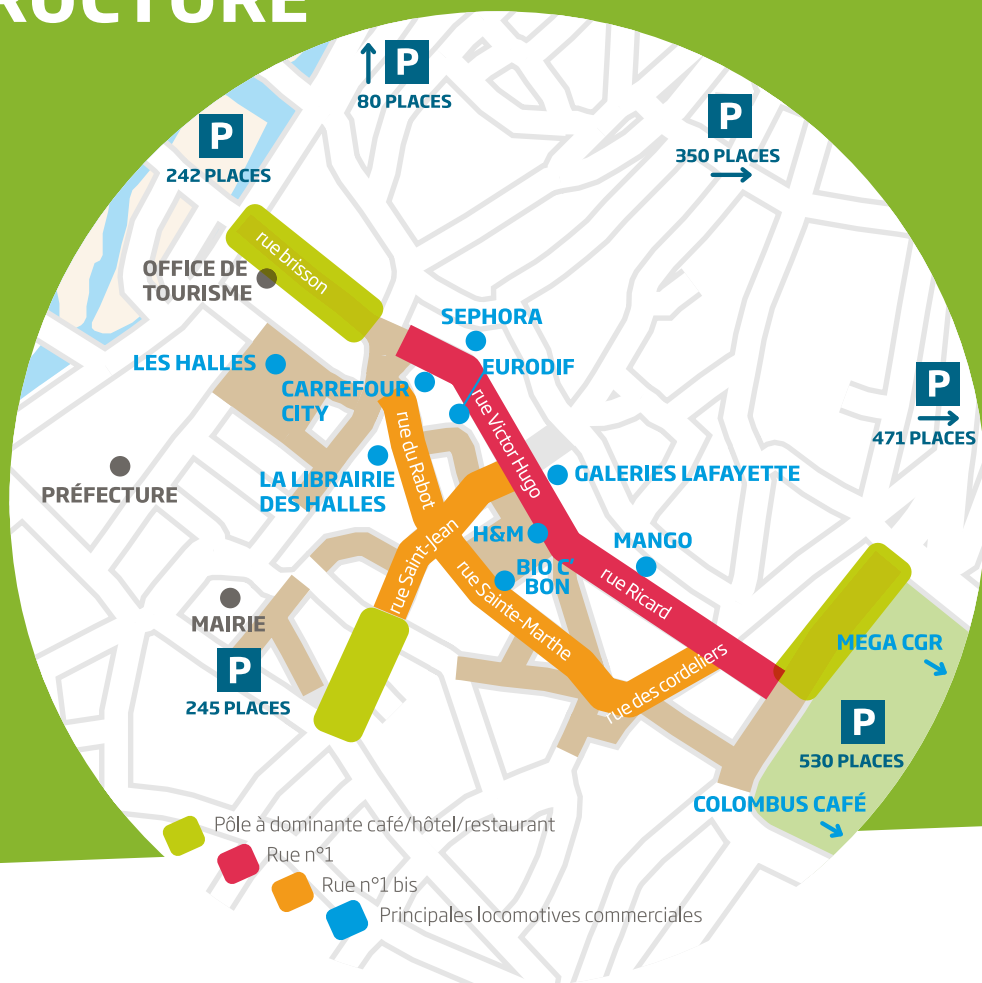 P
80 PLACES
P
350 PLACES
P
242 PLACES
rue brisson
OFFICE DE
TOURISME
SEPHORA
LES HALLES
EURODIF
CARREFOUR
CITY
P
471 PLACES
rue du Rabot
rue Victor Hugo
LA LIBRAIRIE
DES HALLES
GALERIES LAFAYETTE
PRÉFECTURE
H&M
MANGO
BIO C'
BON
rue Saint-Jean
rue Sainte-Marthe
rue Ricard
MAIRIE
P
245 PLACES
rue des cordeliers
MEGA CGR
P
530 PLACES
COLOMBUS CAFÉ
Pôle à dominante café/hôtel/restaurant
Rue n°1
Rue n°1 bis
Principales locomotives commerciales